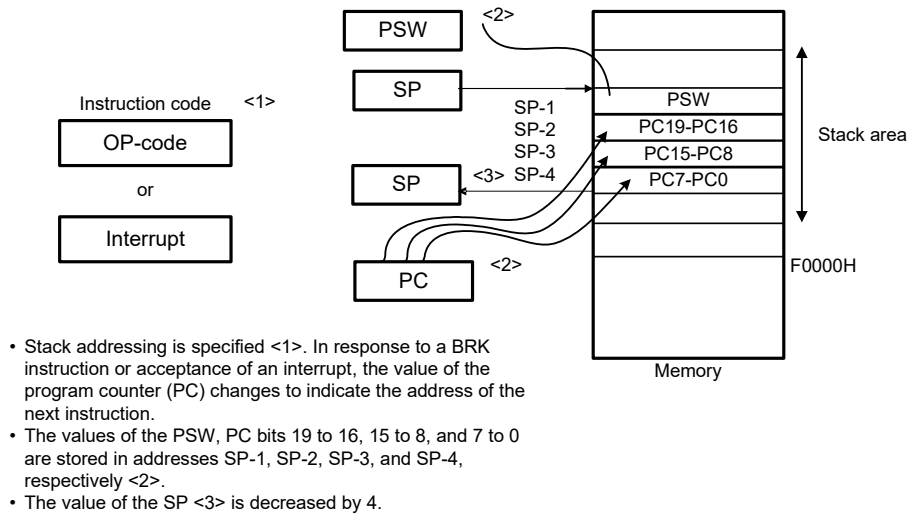 PSW
<2>
SP
Instruction code <1>
OP-code
or
Interrupt
SP-1
SP-2
SP-3
SP-4
PSW
PC19-PC16
PC15-PC8
PC7-PC0
Stack area
SP
<3>
PC
<2>
F0000H
Memory
• Stack addressing is specified <1>. In response to a BRK
instruction or acceptance of an interrupt, the value of the
program counter (PC) changes to indicate the address of the
next instruction.
• The values of the PSW, PC bits 19 to 16, 15 to 8, and 7 to 0
are stored in addresses SP-1, SP-2, SP-3, and SP-4,
respectively <2>.
• The value of the SP <3> is decreased by 4.